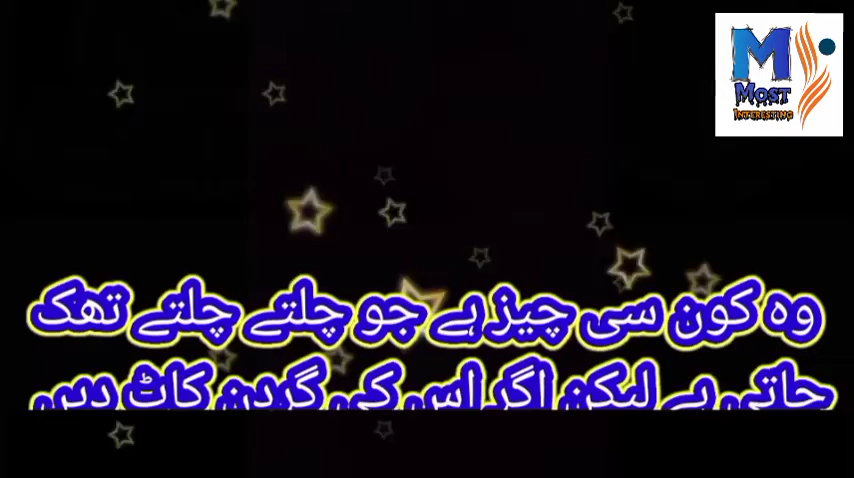 M
MOST
INTERESTING
وہ کون سی چیز ہے جو چلتے چلتے تھک
جاتی ہے لیکن اگر اس کی گردن کاٹ دیں